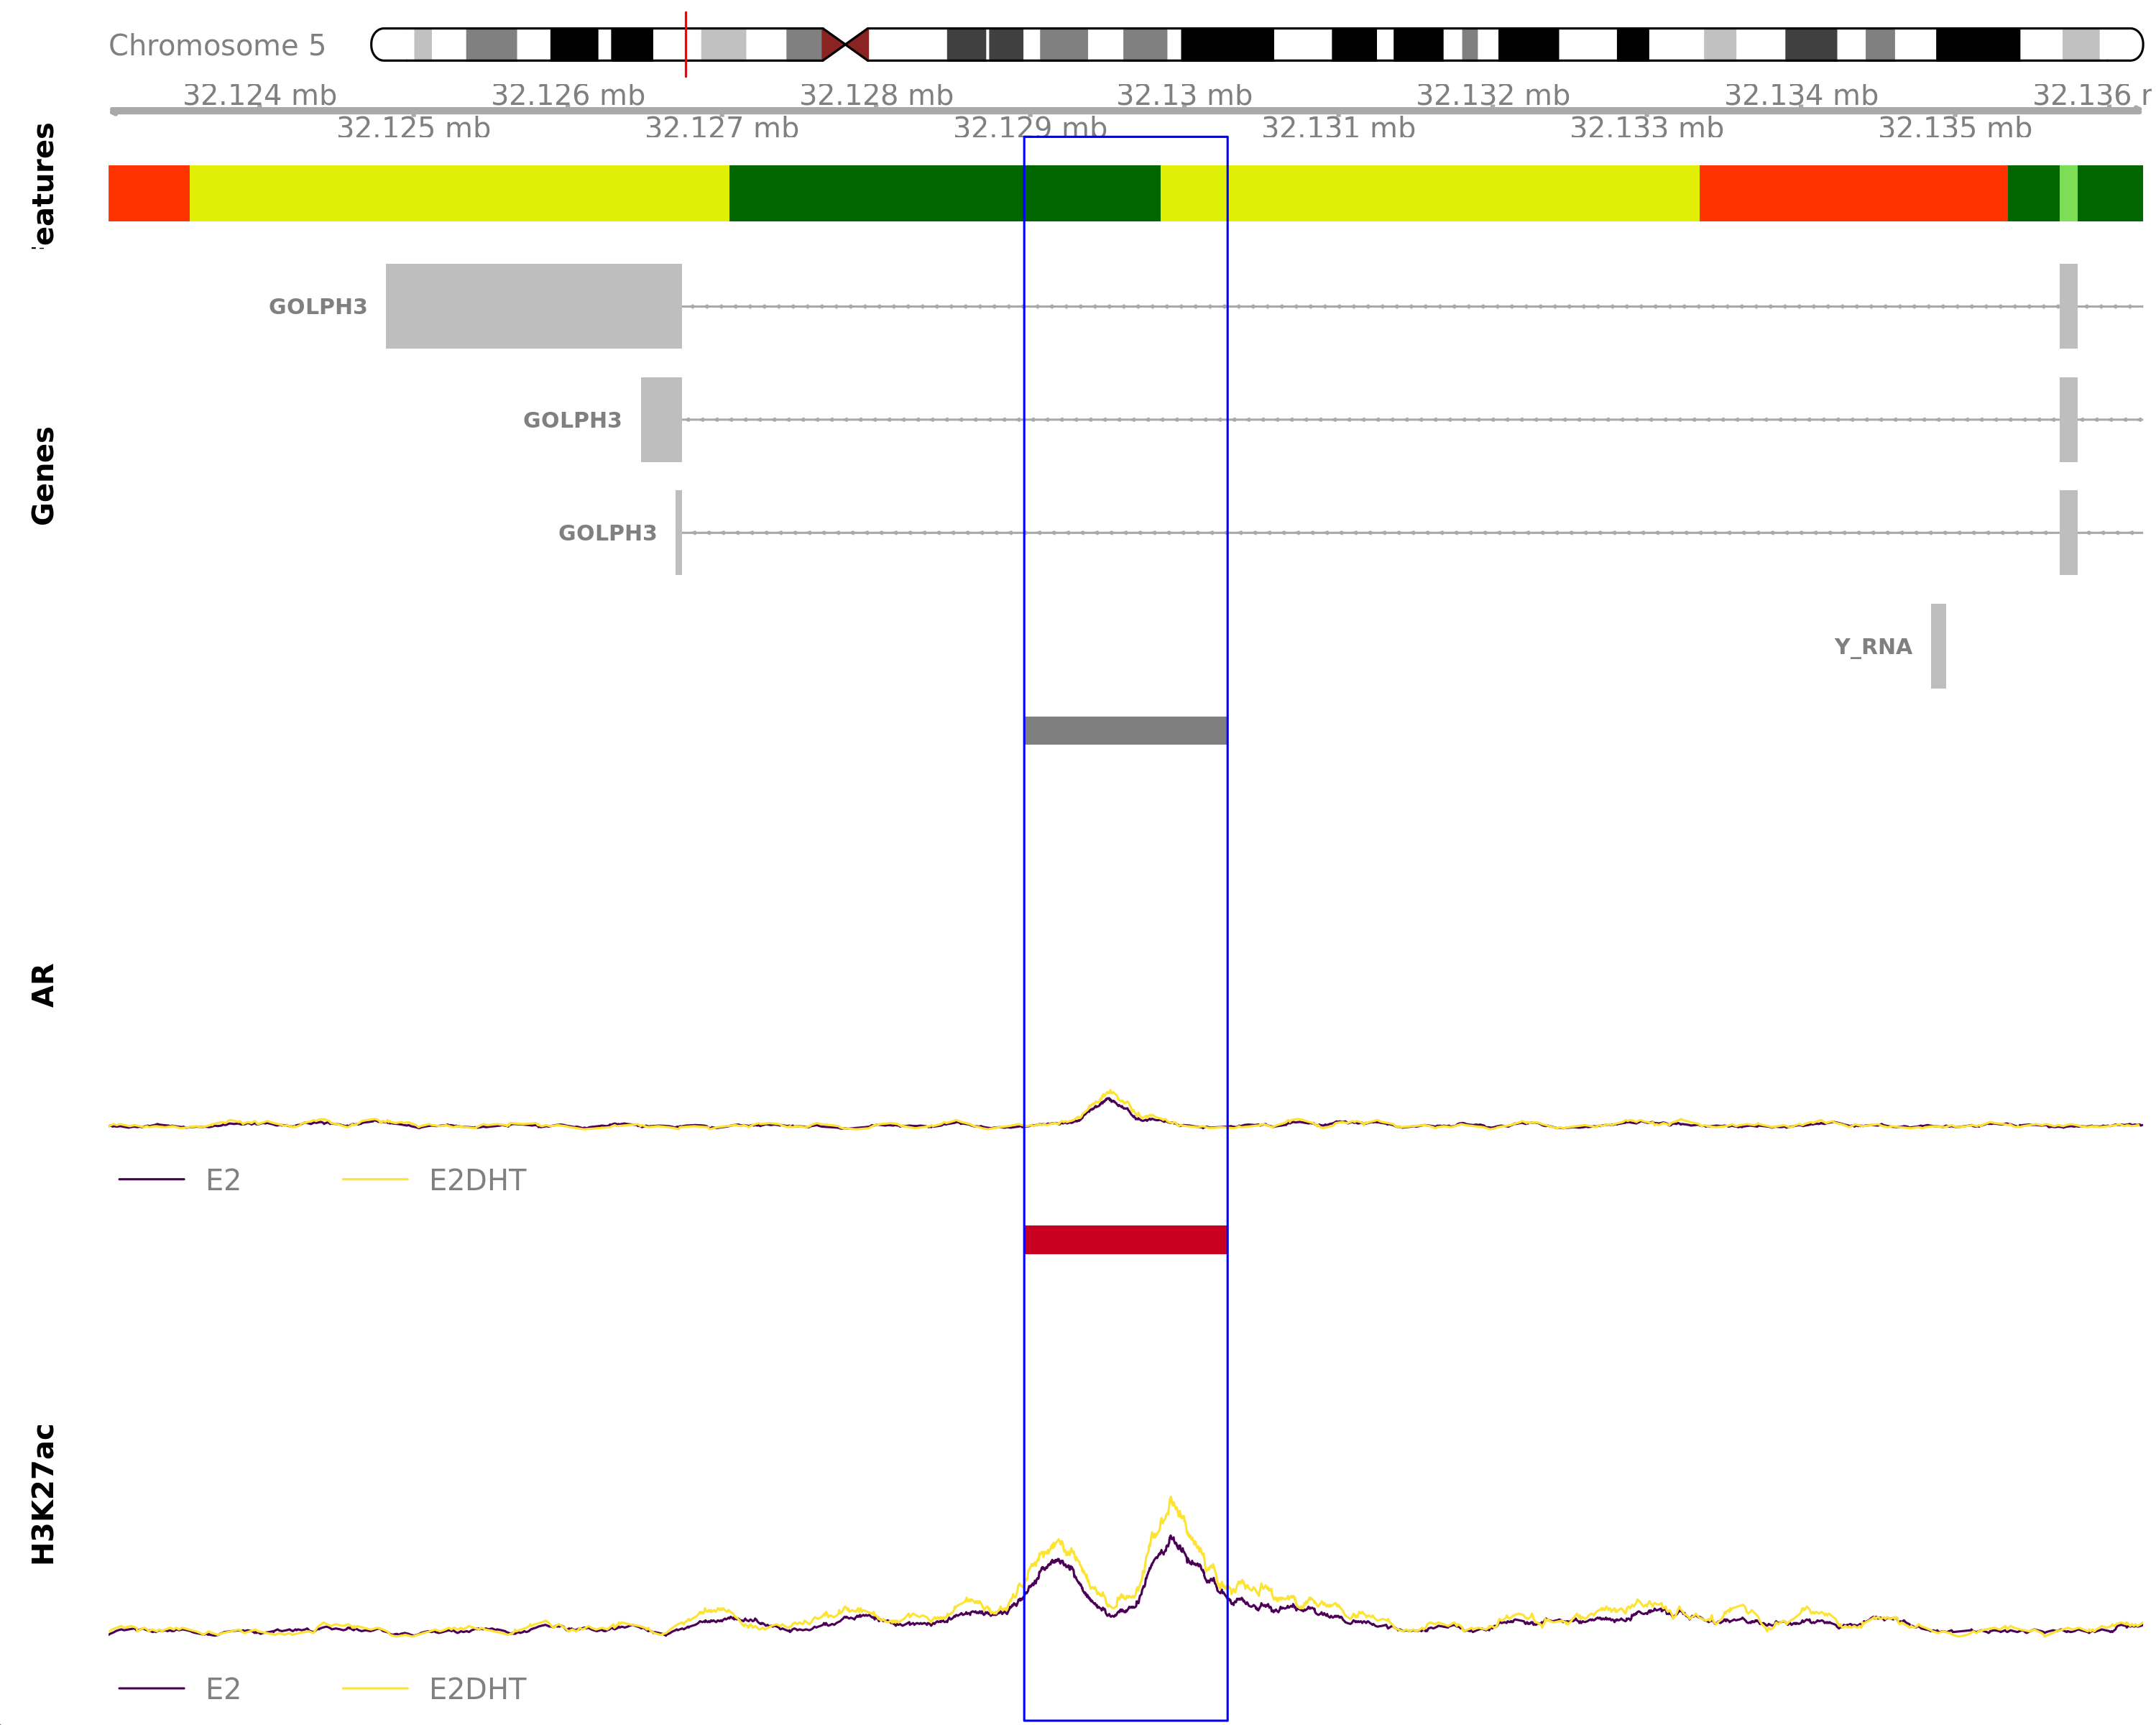 Chromosome 5
32.124 mb 32.126 mb 32.128 mb 32.13 mb 32.132 mb 32.134 mb 32.136
32.125 mb 32.127 mb 32.129 mb 32.131 mb 32.133 mb 32.135 mb
eatures
Genes
GOLPH3
GOLPH3
GOLPH3
Y_RNA
AR
E2 E2DHT
H3K27ac
E2 E2DHT